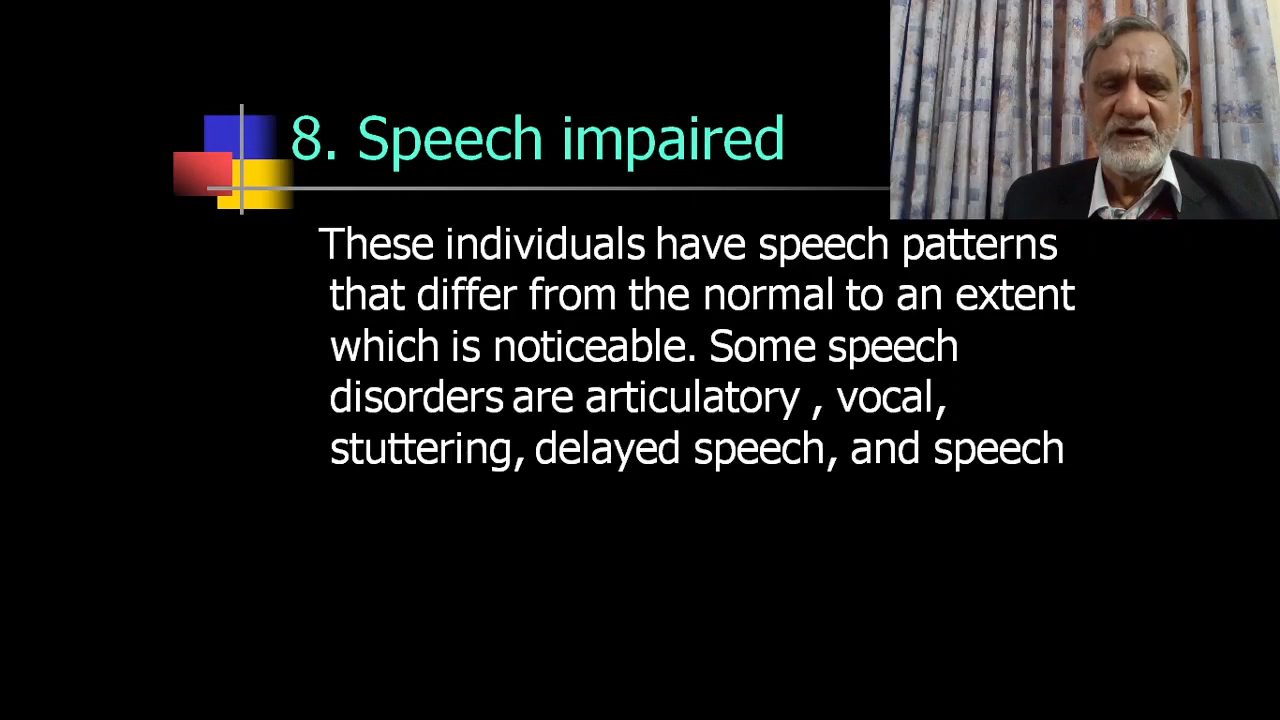 8. Speech impaired
These individuals have speech patterns
that differ from the normal to an extent
which is noticeable. Some speech
disorders are articulatory , vocal,
stuttering, delayed speech, and speech